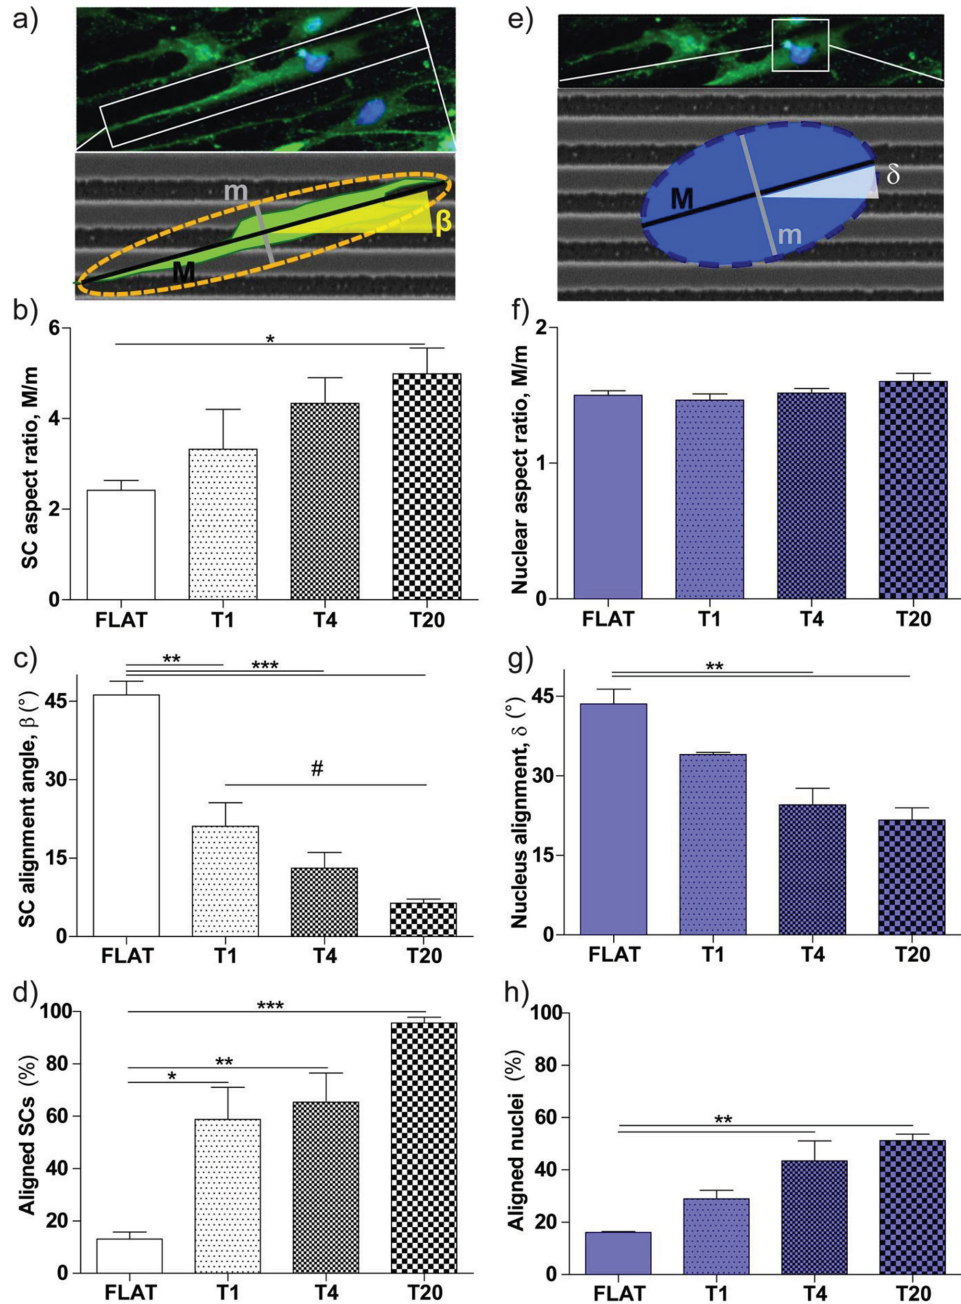 a)
m
β
M
e)
M
δ
m
b)
SC aspect ratio, M/m
6
4
2
0
*
FLAT T1 T4 T20
f)
Nuclear aspect ratio, M/m
2
1
0
FLAT T1 T4 T20
c)
SC alignment angle, β (°)
45
30
15
0
**
***
#
FLAT T1 T4 T20
g)
Nucleus alignment, δ (°)
45
30
15
0
**
FLAT T1 T4 T20
d)
Aligned SCs (%)
100
80
60
40
20
0
***
**
*
FLAT T1 T4 T20
h)
Aligned nuclei (%)
100
80
60
40
20
0
**
FLAT T1 T4 T20